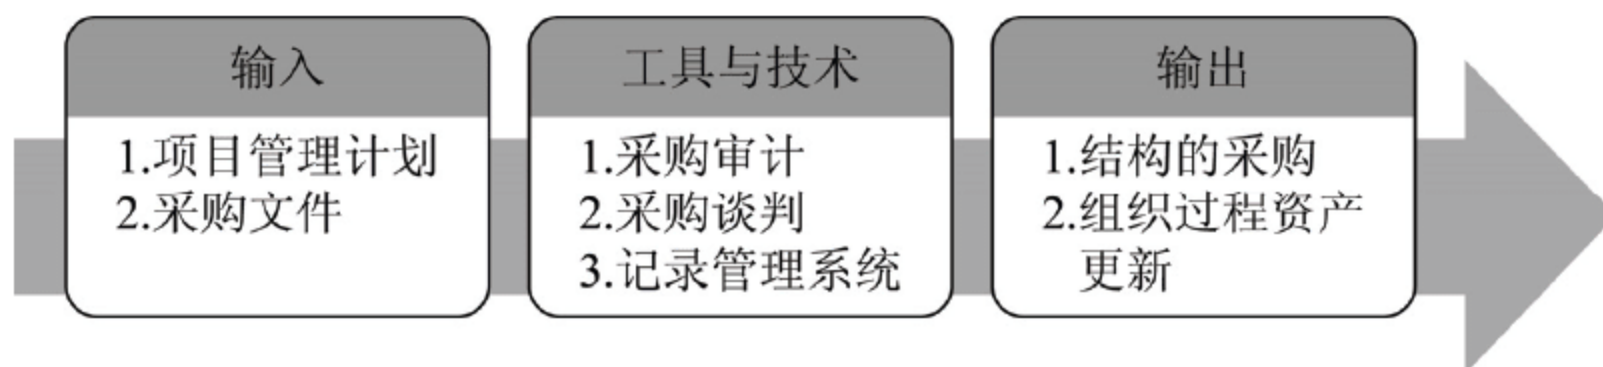 输入
1.项目管理计划
2.采购文件
工具与技术
1.采购审计
2.采购谈判
3.记录管理系统
输出
1.结构的采购
2.组织过程资产
更新